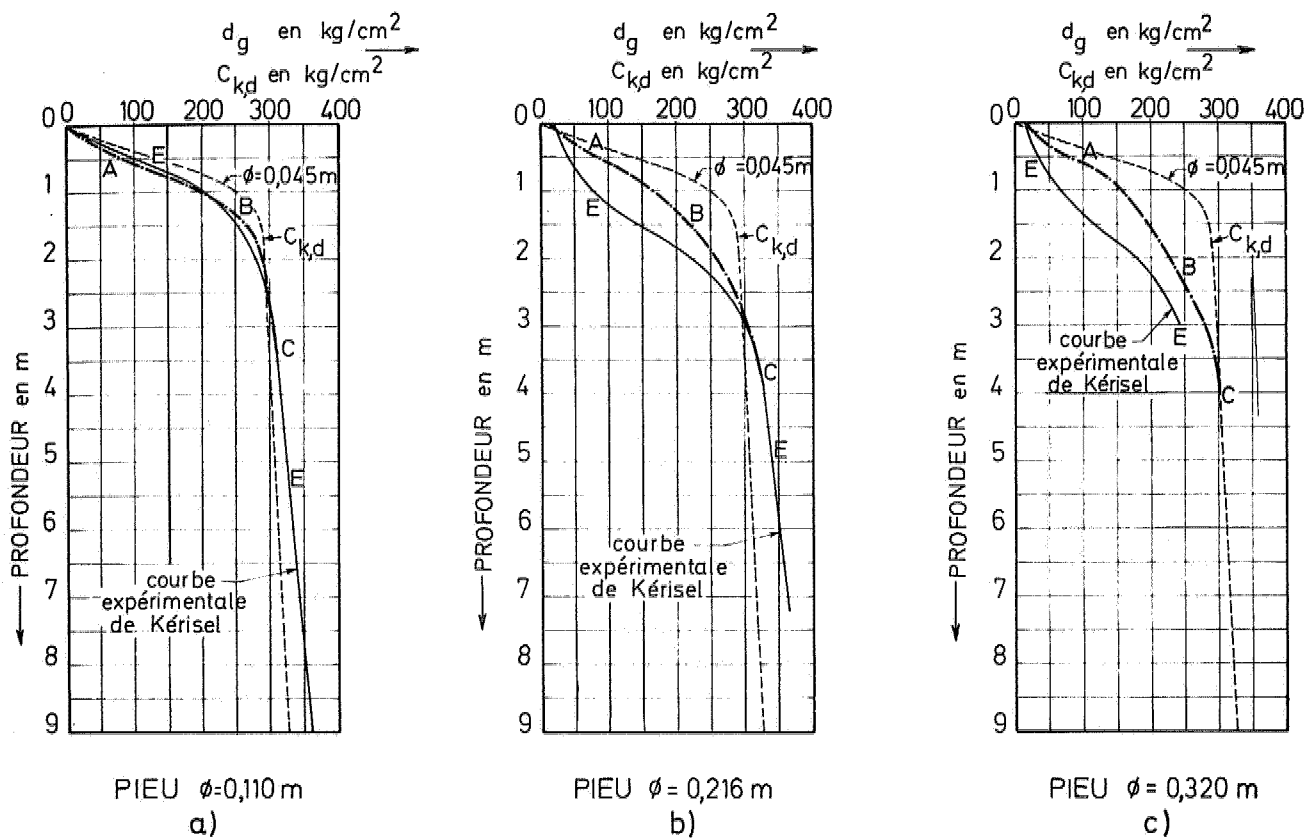 d_g en kg/cm²
C_k,d en kg/cm²
0 100 200 300 400
0
1
2
3
4
5
6
7
8
9
PROFONDEUR en m
E
A
ø=0,045m
B
C_k,d
C
E
courbe
expérimentale
de Kérisel
PIEU ø=0,110 m
a)
d_g en kg/cm²
C_k,d en kg/cm²
0 100 200 300 400
0
1
2
3
4
5
6
7
8
9
PROFONDEUR en m
A
ø=0,045m
E
B
C_k,d
C
E
courbe
expérimentale
de Kérisel
PIEU ø= 0,216 m
b)
d_g en kg/cm²
C_k,d en kg/cm²
0 100 200 300 400
0
1
2
3
4
5
6
7
8
9
PROFONDEUR en m
A
E
ø=0,045m
C_k,d
B
courbe
expérimentale
de Kérisel
E
C
PIEU ø= 0,320 m
c)